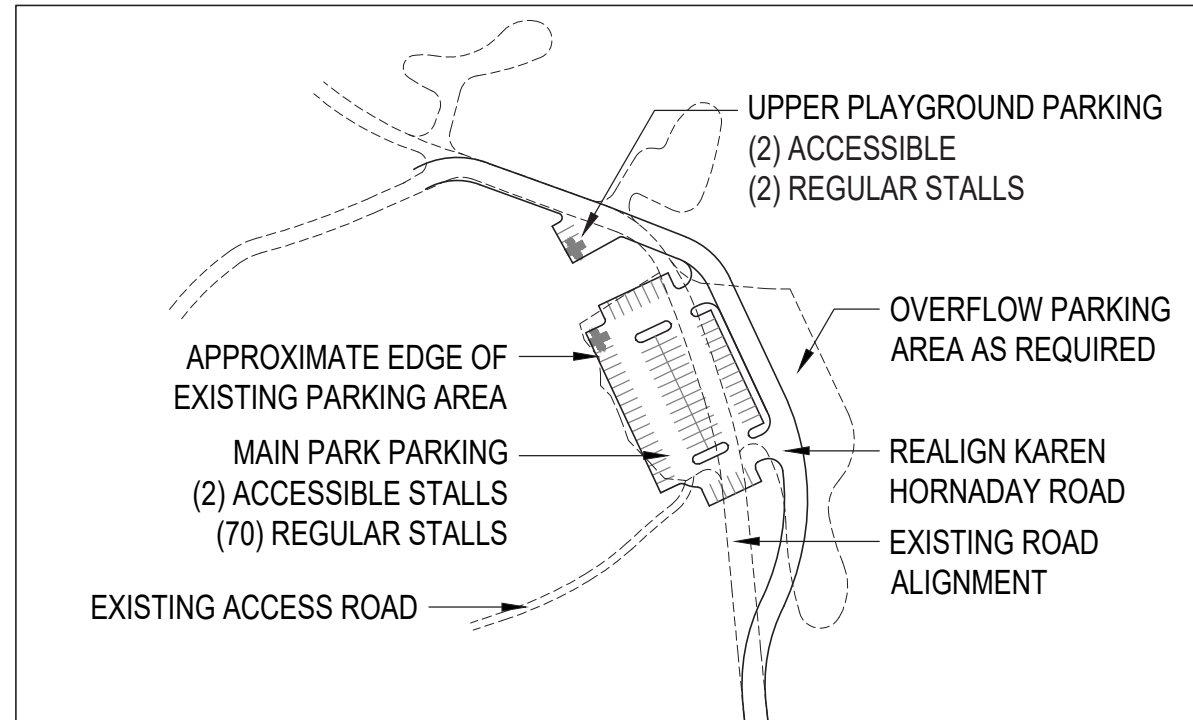 UPPER PLAYGROUND PARKING
(2) ACCESSIBLE
(2) REGULAR STALLS
OVERFLOW PARKING
AREA AS REQUIRED
APPROXIMATE EDGE OF
EXISTING PARKING AREA
MAIN PARK PARKING
(2) ACCESSIBLE STALLS
(70) REGULAR STALLS
REALIGN KAREN
HORNADAY ROAD
EXISTING ROAD
ALIGNMENT
EXISTING ACCESS ROAD